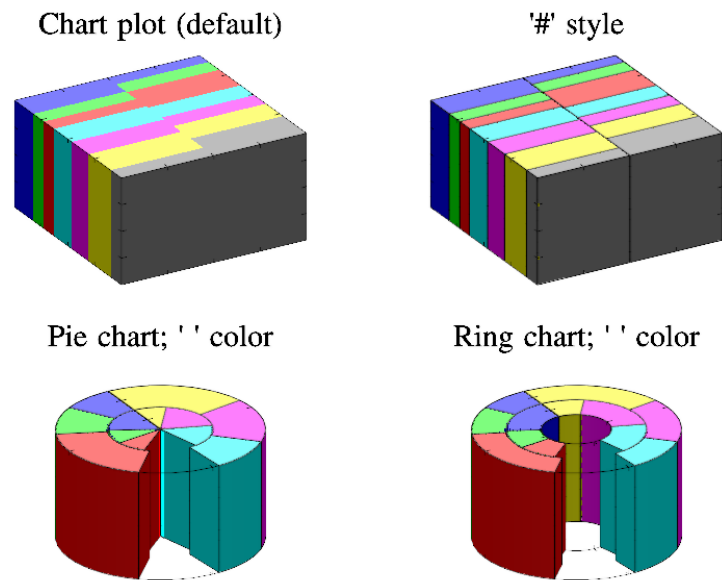 Chart plot (default)
'#' style
Pie chart; ' ' color
Ring chart; ' ' color